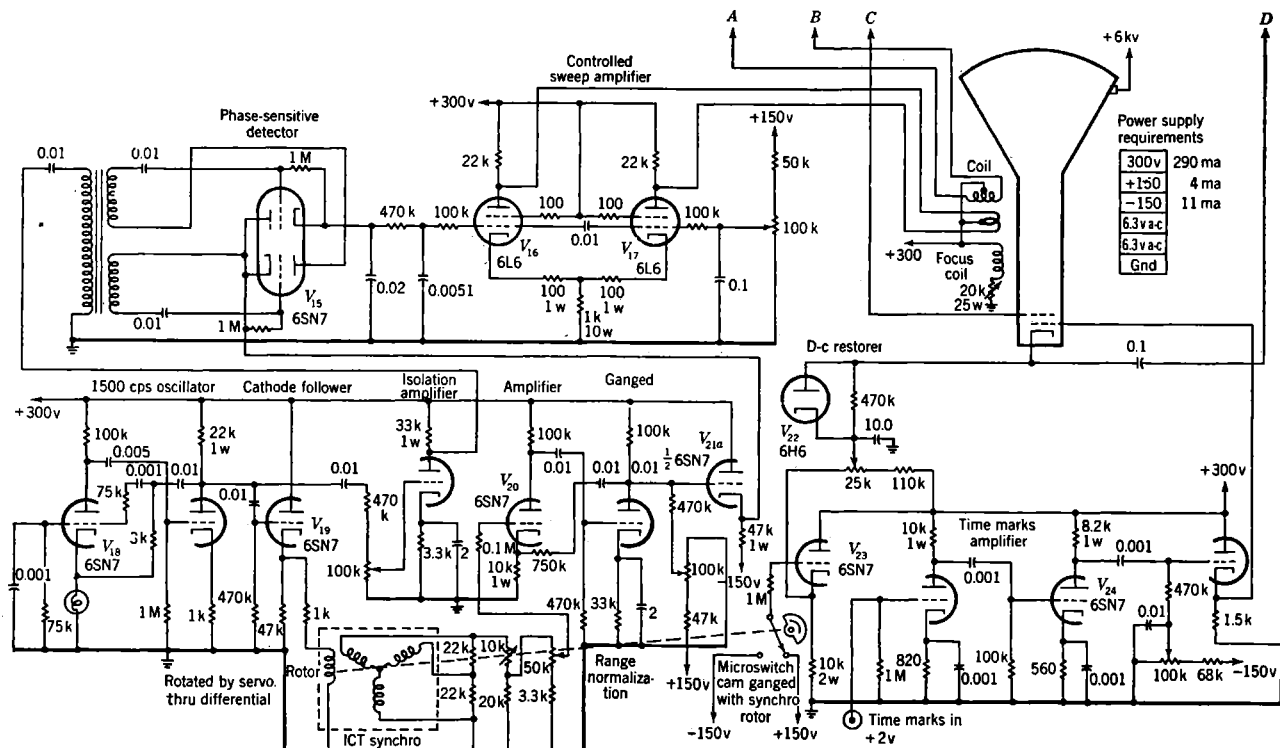 A
B
C
D
+6kv
Controlled
sweep amplifier
+300v
+150v
Power supply
requirements
300v 290 ma
+150 4 ma
-150 11 ma
6.3v a-c
6.3v a-c
Gnd
Phase-sensitive
detector
0.01
0.01
1 M
22 k
22 k
50 k
Coil
470 k
100 k
100
100
0.01
100 k
100 k
V16
6L6
V17
6L6
+300
Focus
coil
20k
25w
V15
6SN7
0.02
0.0051
100
1w
100
1w
0.1
0.01
1 M
1k
10w
D-c restorer
0.1
1500 cps oscillator
Cathode follower
Isolation
amplifier
Amplifier
Ganged
+300v
100k
22 k
1 w
33k
1w
100k
100k
V21a
1/2 6SN7
V22
6H6
470k
10.0
0.005
0.001
0.01
0.01
0.01
0.01
0.01
25k
110k
+300v
75k
0.01
470
k
V20
6SN7
470k
V18
6SN7
3k
V19
6SN7
100k
3.3k
2
0.1M
10k
1w
750k
100k
47k
1w
-150v
V23
6SN7
10k
1w
Time marks
amplifier
8.2k
1w
0.001
0.001
V24
6SN7
470k
0.001
75k
1M
1k
470k
47k
1k
470k
33k
2
47k
1M
0.01
1.5k
Rotated by servo.
thru differential
Rotor
22k
10k
50k
22k
20k
3.3k
Range
normaliza-
tion
+150v
Microswitch
cam ganged
with synchro
rotor
10k
2w
1M
820
0.001
100k
560
0.001
100k
68k
-150v
ICT synchro
-150v
+150v
Time marks in
+2v